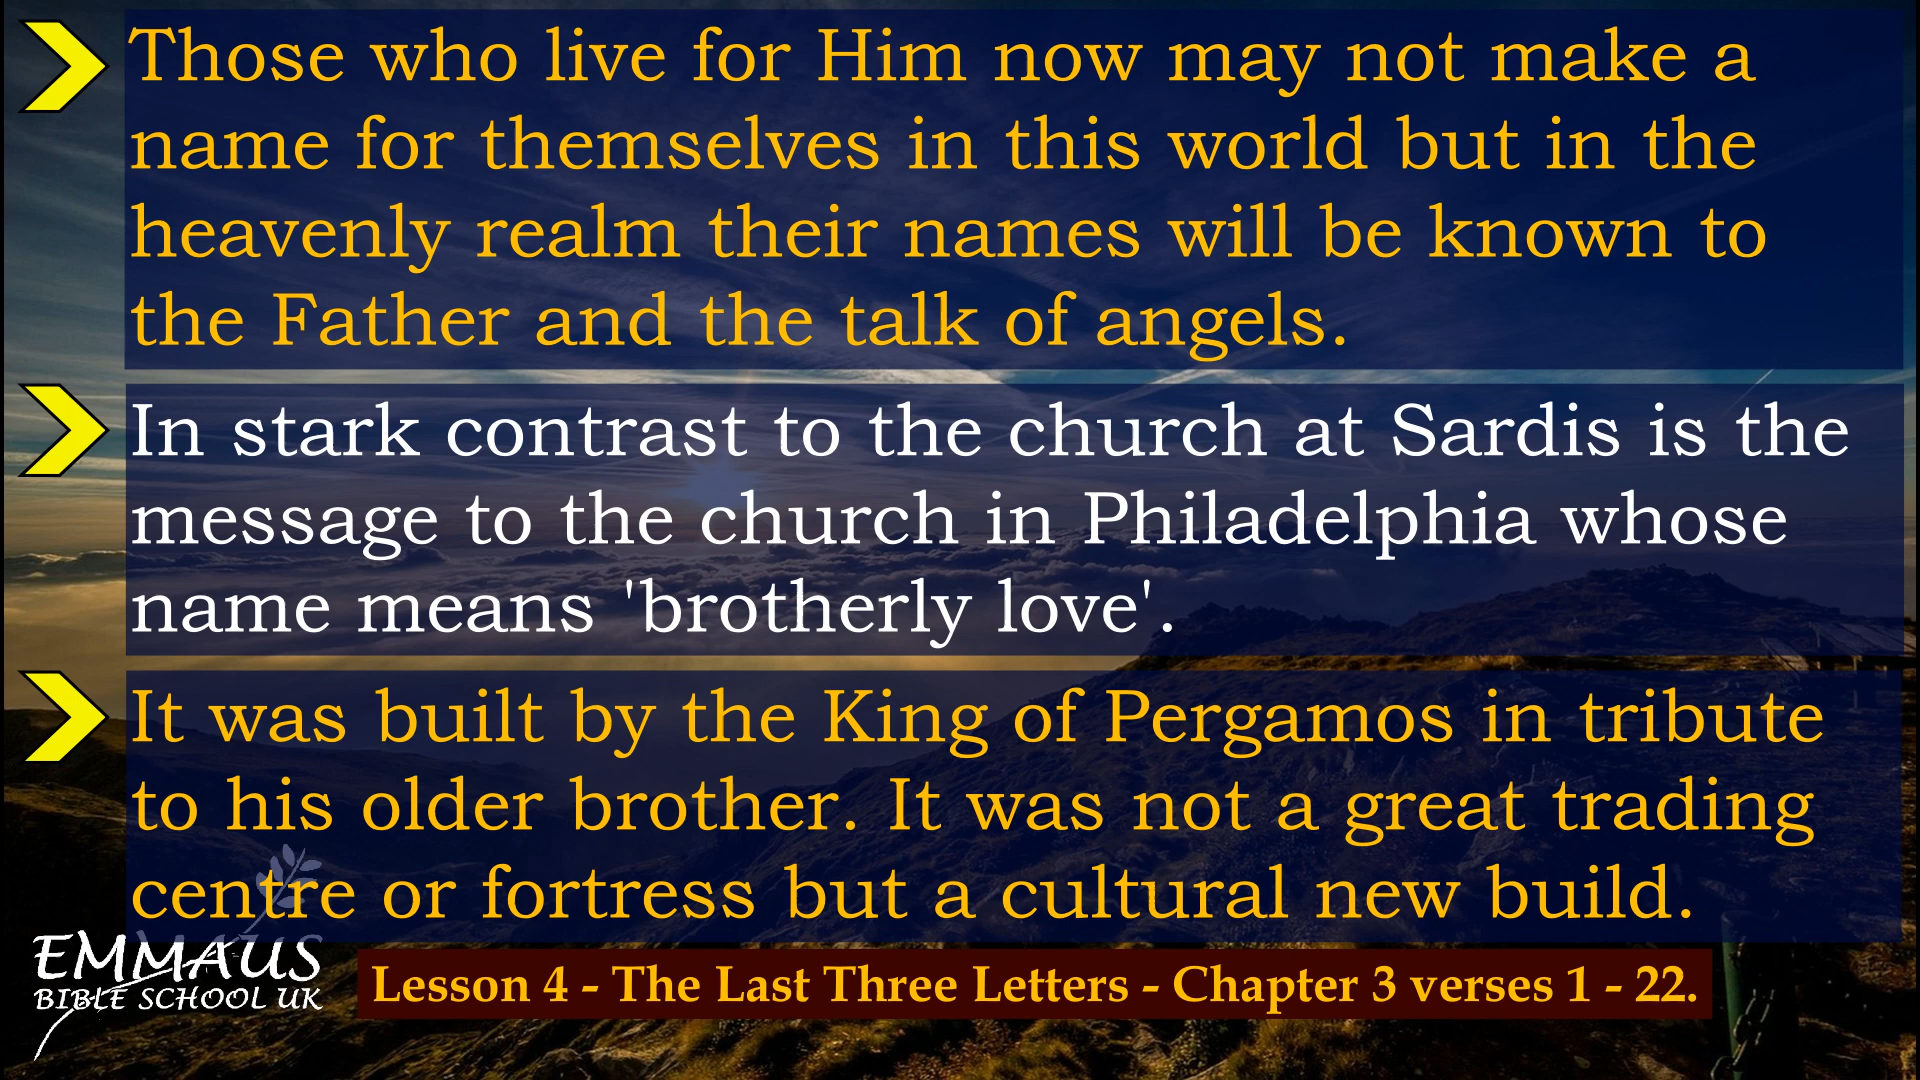 Those who live for Him now may not make a
name for themselves in this world but in the
heavenly realm their names will be known to
the Father and the talk of angels.
In stark contrast to the church at Sardis is the
message to the church in Philadelphia whose
name means 'brotherly love'.
It was built by the King of Pergamos in tribute
to his older brother. It was not a great trading
centre or fortress but a cultural new build.
EMMAUS
BIBLE SCHOOL UK
Lesson 4 - The Last Three Letters - Chapter 3 verses 1 - 22.